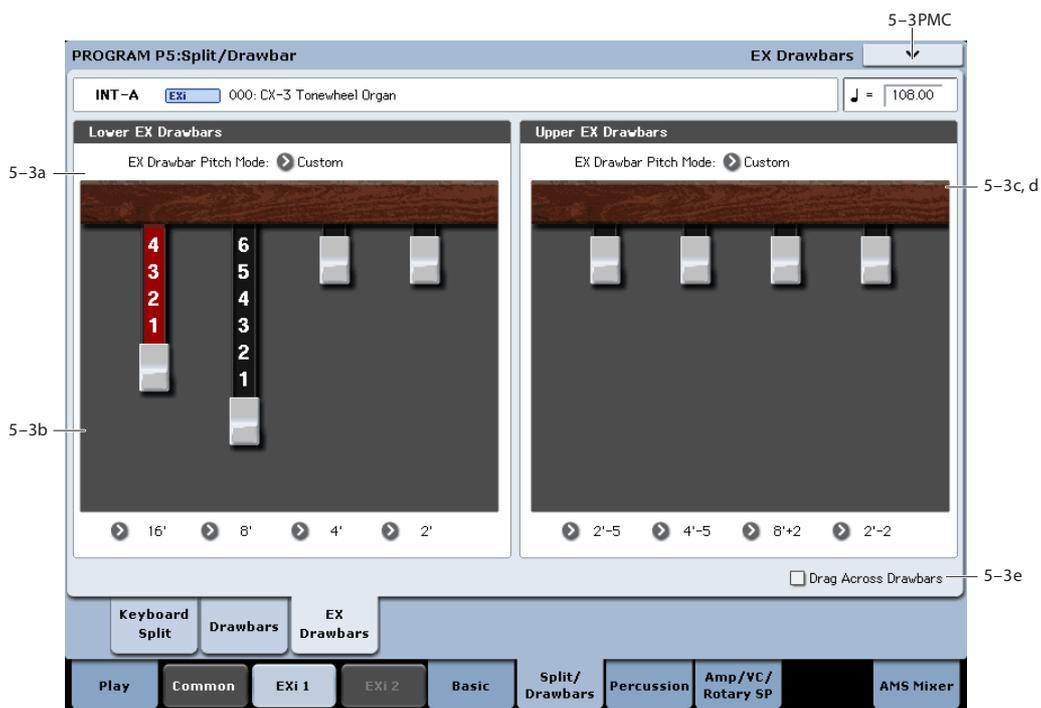 5–3PMC
PROGRAM P5:Split/Drawbar
EX Drawbars
INT-A EXi 000: CX-3 Tonewheel Organ
♩ = 108.00
Lower EX Drawbars
Upper EX Drawbars
EX Drawbar Pitch Mode: Custom
EX Drawbar Pitch Mode: Custom
5–3a
5–3c, d
4
3
2
1
6
5
4
3
2
1
5–3b
16' 8' 4' 2'
2'-5 4'-5 8'+2 2'-2
Drag Across Drawbars
5–3e
Keyboard
Split
Drawbars
EX
Drawbars
Play
Common
EXi 1
EXi 2
Basic
Split/
Drawbars
Percussion
Amp/VC/
Rotary SP
AMS Mixer